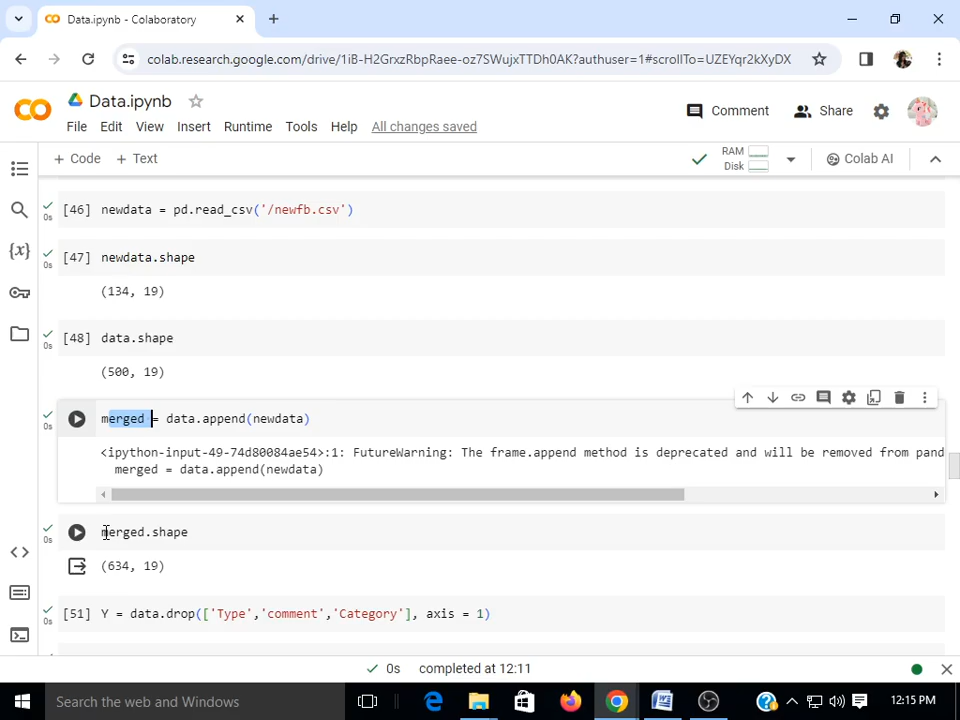 Data.ipynb - Colaboratory
colab.research.google.com/drive/1iB-H2GrxzRbpRaee-oz7SWujxTTDh0AK?authuser=1#scrollTo=UZEYqr2kXyDX
CO Data.ipynb
Comment Share
File Edit View Insert Runtime Tools Help All changes saved
+ Code + Text
RAM
Disk
Colab AI
0s [46] newdata = pd.read_csv('/newfb.csv')
0s [47] newdata.shape
(134, 19)
{x}
0s [48] data.shape
(500, 19)
0s merged = data.append(newdata)
<ipython-input-49-74d80084ae54>:1: FutureWarning: The frame.append method is deprecated and will be removed from pand
merged = data.append(newdata)
0s merged.shape
(634, 19)
0s [51] Y = data.drop(['Type','comment','Category'], axis = 1)
0s completed at 12:11
Search the web and Windows
12:15 PM